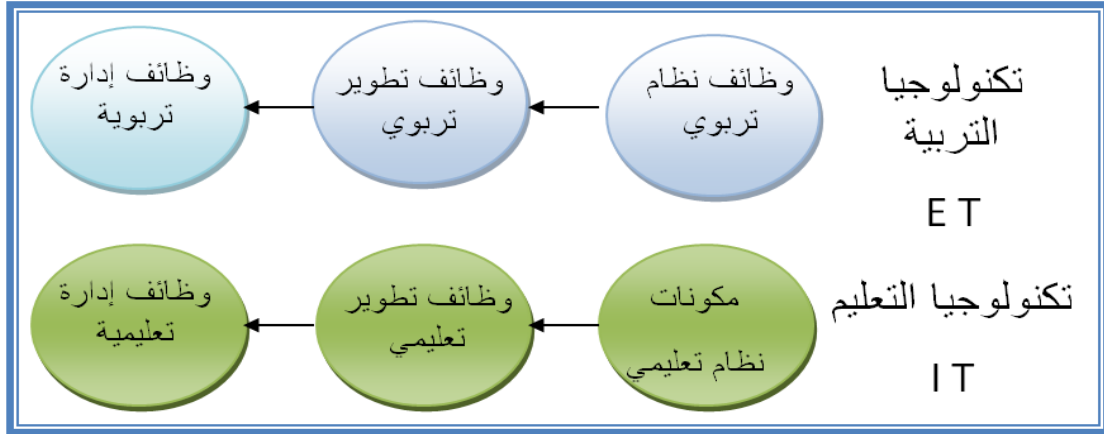 تكنولوجيا
التربية
E T
وظائف نظام
تربوي
وظائف تطوير
تربوي
وظائف إدارة
تربوية
تكنولوجيا التعليم
I T
مكونات
نظام تعليمي
وظائف تطوير
تعليمي
وظائف إدارة
تعليمية